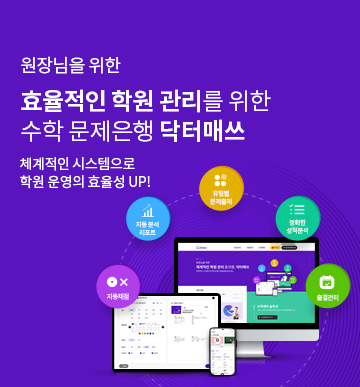 원장님을 위한
효율적인 학원 관리를 위한
수학 문제은행 닥터매쓰
체계적인 시스템으로
학원 운영의 효율성 UP!
유형별
문제출제
자동 분석
리포트
정확한
성적분석
자동채점
출결관리